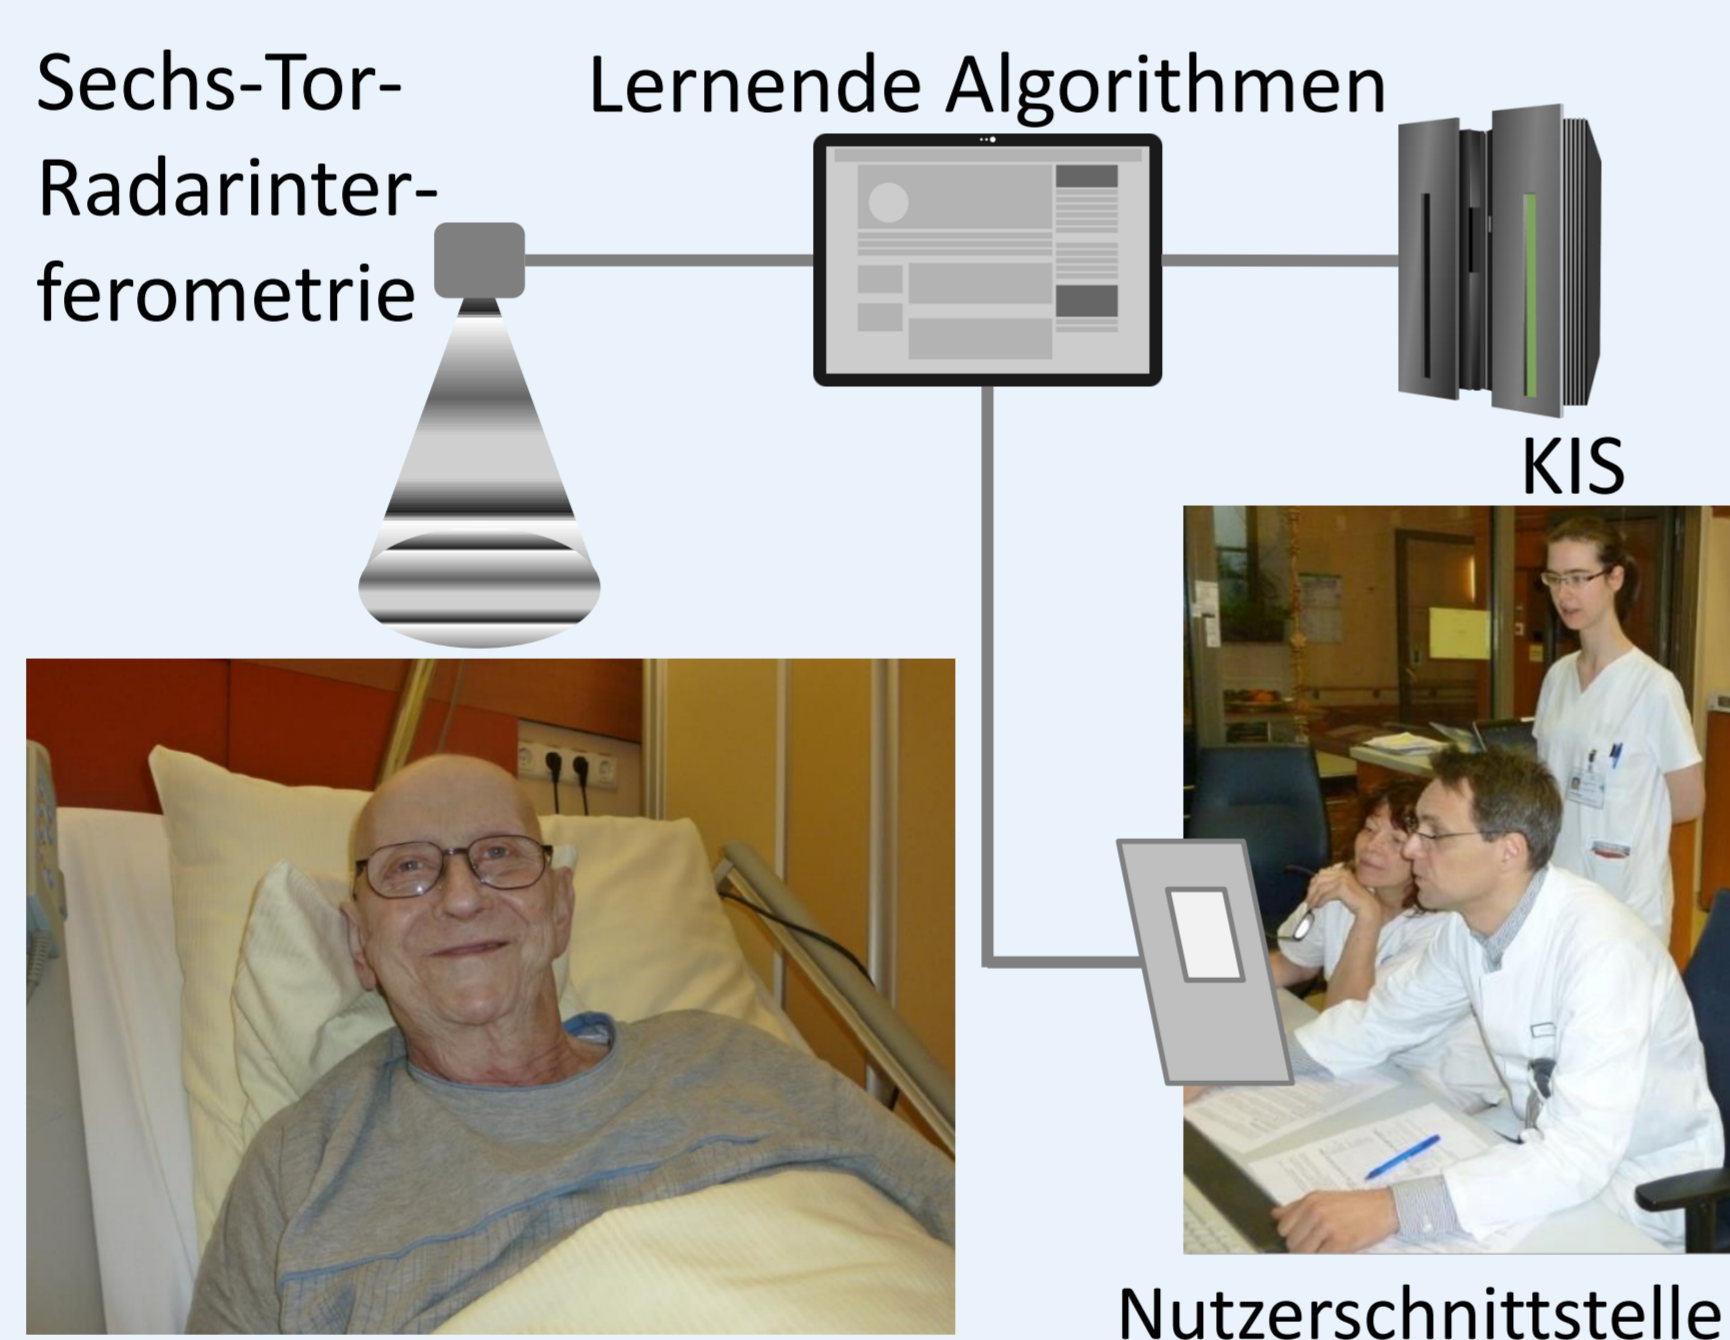 Sechs-Tor-
Radarinter-
ferometrie
Lernende Algorithmen
KIS
Nutzerschnittstelle